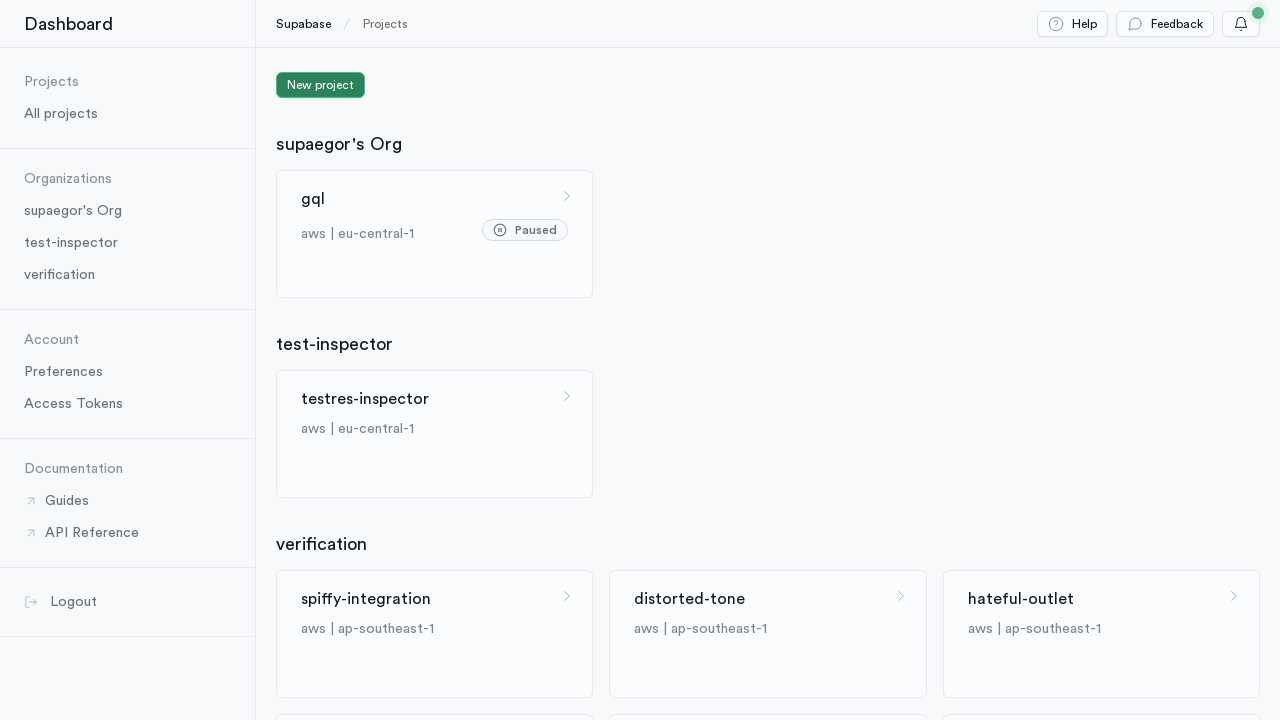 Dashboard
Supabase
Projects
Help
Feedback
Projects
All projects
Organizations
supaegor's Org
test-inspector
verification
Account
Preferences
Access Tokens
Documentation
Guides
API Reference
Logout
New project
supaegor's Org
gql
aws | eu-central-1
Paused
test-inspector
testres-inspector
aws | eu-central-1
verification
spiffy-integration
aws | ap-southeast-1
distorted-tone
aws | ap-southeast-1
hateful-outlet
aws | ap-southeast-1